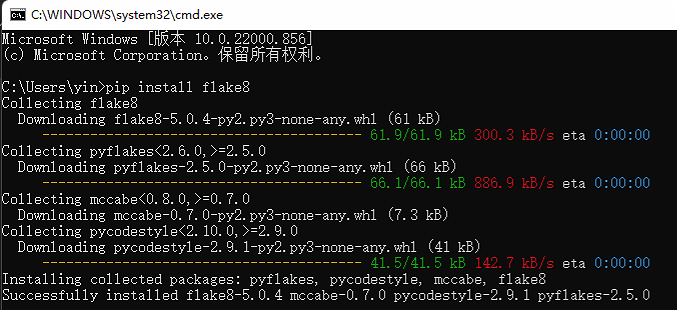 C:\WINDOWS\system32\cmd.exe
Microsoft Windows [版本 10.0.22000.856]
(c) Microsoft Corporation。保留所有权利。
C:\Users\yin>pip install flake8
Collecting flake8
Downloading flake8-5.0.4-py2.py3-none-any.whl (61 kB)
---------------------------------------- 61.9/61.9 kB 300.3 kB/s eta 0:00:00
Collecting pyflakes<2.6.0,>=2.5.0
Downloading pyflakes-2.5.0-py2.py3-none-any.whl (66 kB)
---------------------------------------- 66.1/66.1 kB 886.9 kB/s eta 0:00:00
Collecting mccabe<0.8.0,>=0.7.0
Downloading mccabe-0.7.0-py2.py3-none-any.whl (7.3 kB)
Collecting pycodestyle<2.10.0,>=2.9.0
Downloading pycodestyle-2.9.1-py2.py3-none-any.whl (41 kB)
---------------------------------------- 41.5/41.5 kB 142.7 kB/s eta 0:00:00
Installing collected packages: pyflakes, pycodestyle, mccabe, flake8
Successfully installed flake8-5.0.4 mccabe-0.7.0 pycodestyle-2.9.1 pyflakes-2.5.0